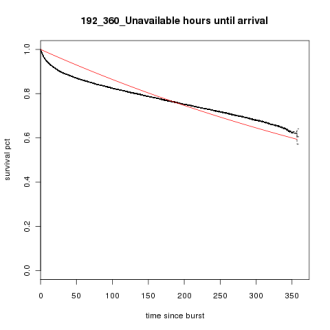 192_360_Unavailable hours until arrival
survival pct
1.0
0.8
0.6
0.4
0.2
0.0
0 50 100 150 200 250 300 350
time since burst